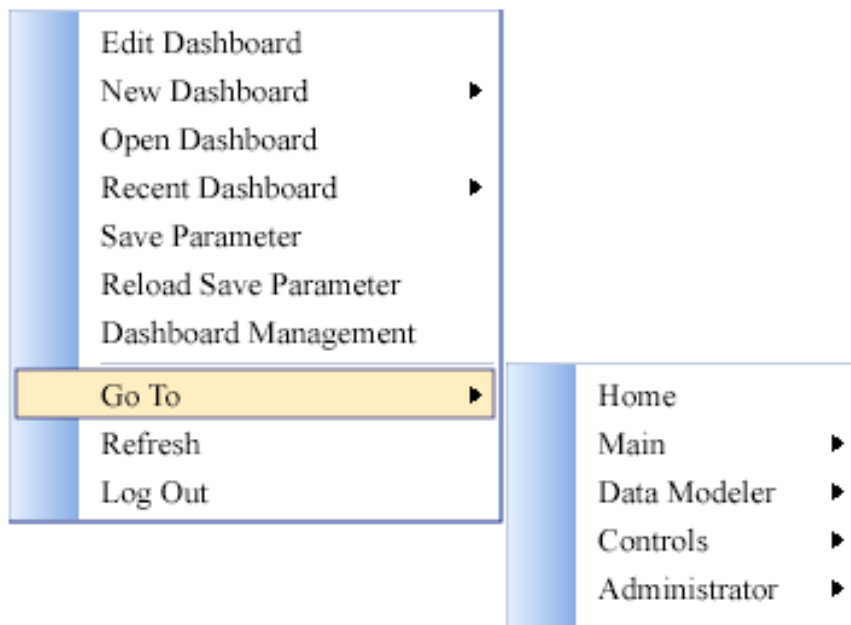 Edit Dashboard
New Dashboard
Open Dashboard
Recent Dashboard
Save Parameter
Reload Save Parameter
Dashboard Management
Go To
Refresh
Log Out
Home
Main
Data Modeler
Controls
Administrator